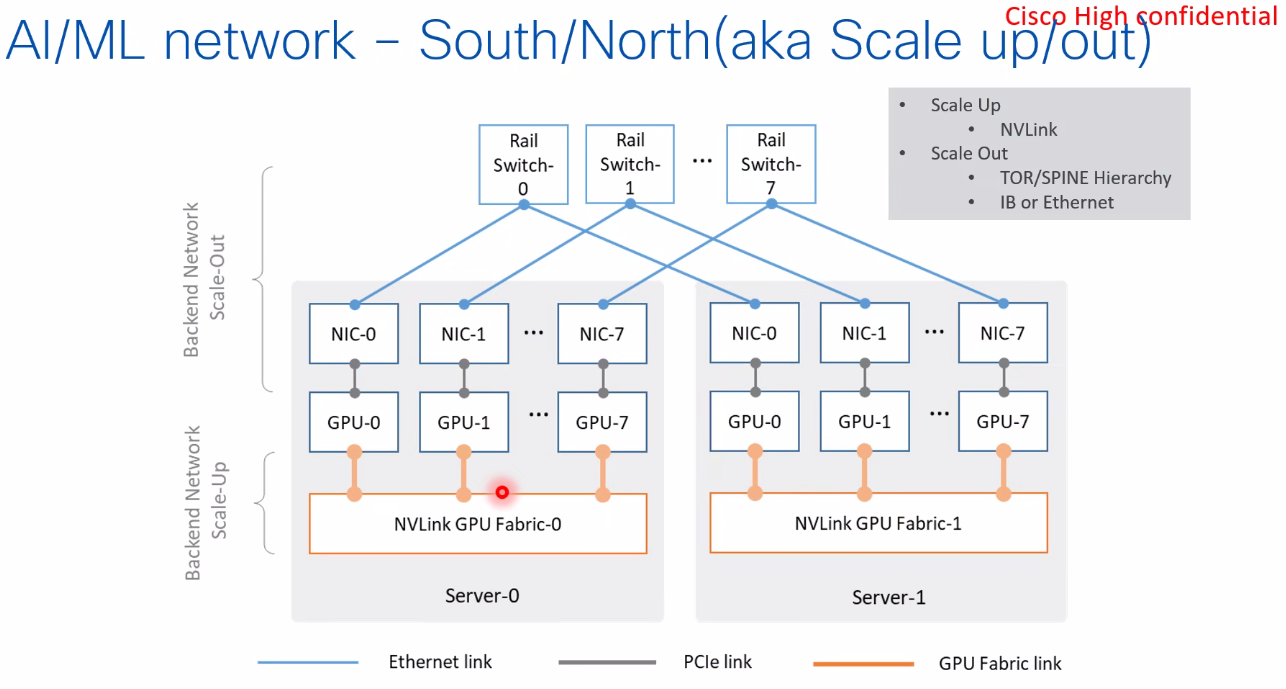 Cisco High confidential
AI/ML network – South/North(aka Scale up/out)
• Scale Up
• NVLink
• Scale Out
• TOR/SPINE Hierarchy
• IB or Ethernet
Rail
Switch-
0
Rail
Switch-
1
...
Rail
Switch-
7
Backend Network
Scale-Out
NIC-0
NIC-1
...
NIC-7
NIC-0
NIC-1
...
NIC-7
GPU-0
GPU-1
...
GPU-7
GPU-0
GPU-1
...
GPU-7
Backend Network
Scale-Up
NVLink GPU Fabric-0
NVLink GPU Fabric-1
Server-0
Server-1
Ethernet link
PCIe link
GPU Fabric link